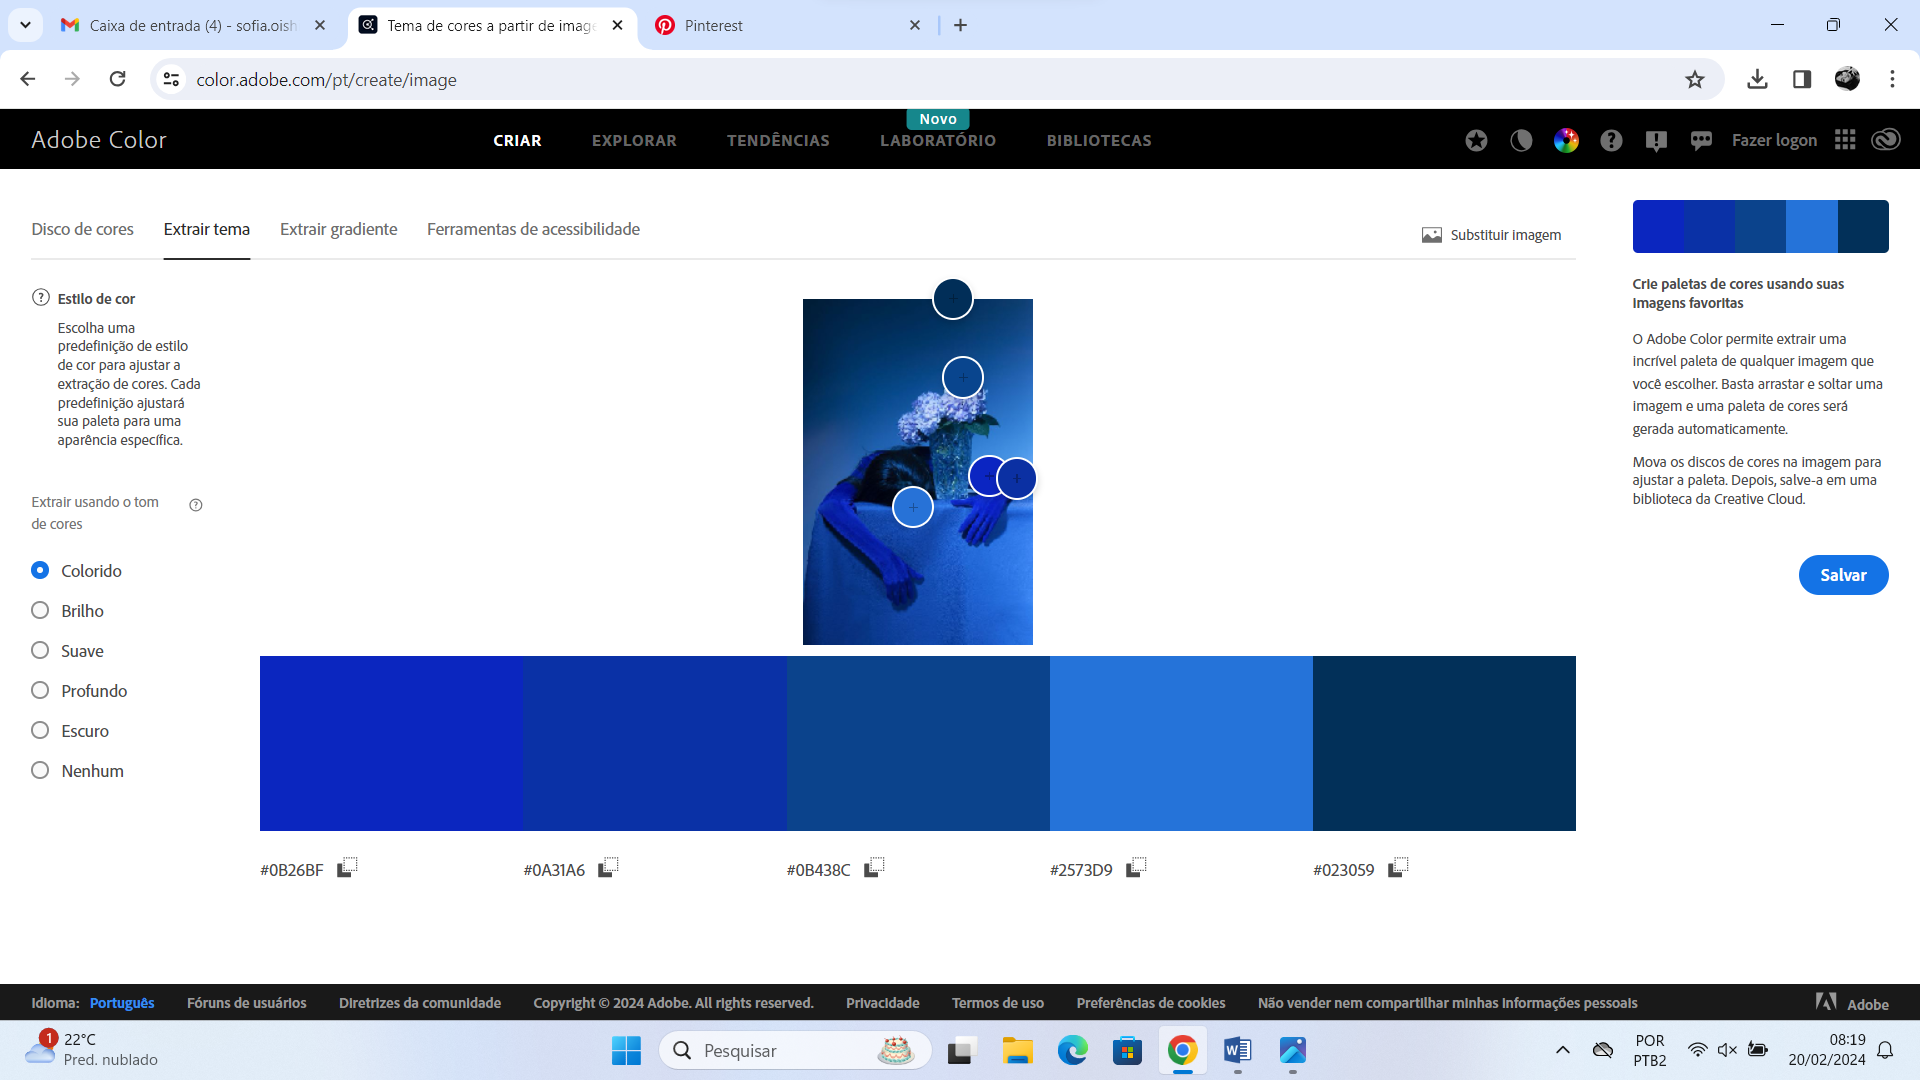 Caixa de entrada (4) - sofia.oish
Tema de cores a partir de image
Pinterest
color.adobe.com/pt/create/image
Adobe Color
CRIAR
EXPLORAR
TENDÊNCIAS
Novo
LABORATÓRIO
BIBLIOTECAS
Fazer logon
Disco de cores
Extrair tema
Extrair gradiente
Ferramentas de acessibilidade
Substituir imagem
Estilo de cor
Escolha uma
predefinição de estilo
de cor para ajustar a
extração de cores. Cada
predefinição ajustará
sua paleta para uma
aparência específica.
Extrair usando o tom
de cores
Colorido
Brilho
Suave
Profundo
Escuro
Nenhum
Crie paletas de cores usando suas
imagens favoritas
O Adobe Color permite extrair uma
incrível paleta de qualquer imagem que
você escolher. Basta arrastar e soltar uma
imagem e uma paleta de cores será
gerada automaticamente.
Mova os discos de cores na imagem para
ajustar a paleta. Depois, salve-a em uma
biblioteca da Creative Cloud.
Salvar
#0B26BF
#0A31A6
#0B438C
#2573D9
#023059
Idioma: Português
Fóruns de usuários
Diretrizes da comunidade
Copyright © 2024 Adobe. All rights reserved.
Privacidade
Termos de uso
Preferências de cookies
Não vender nem compartilhar minhas informações pessoais
Adobe
1
22°C
Pred. nublado
Pesquisar
POR
PTB2
08:19
20/02/2024